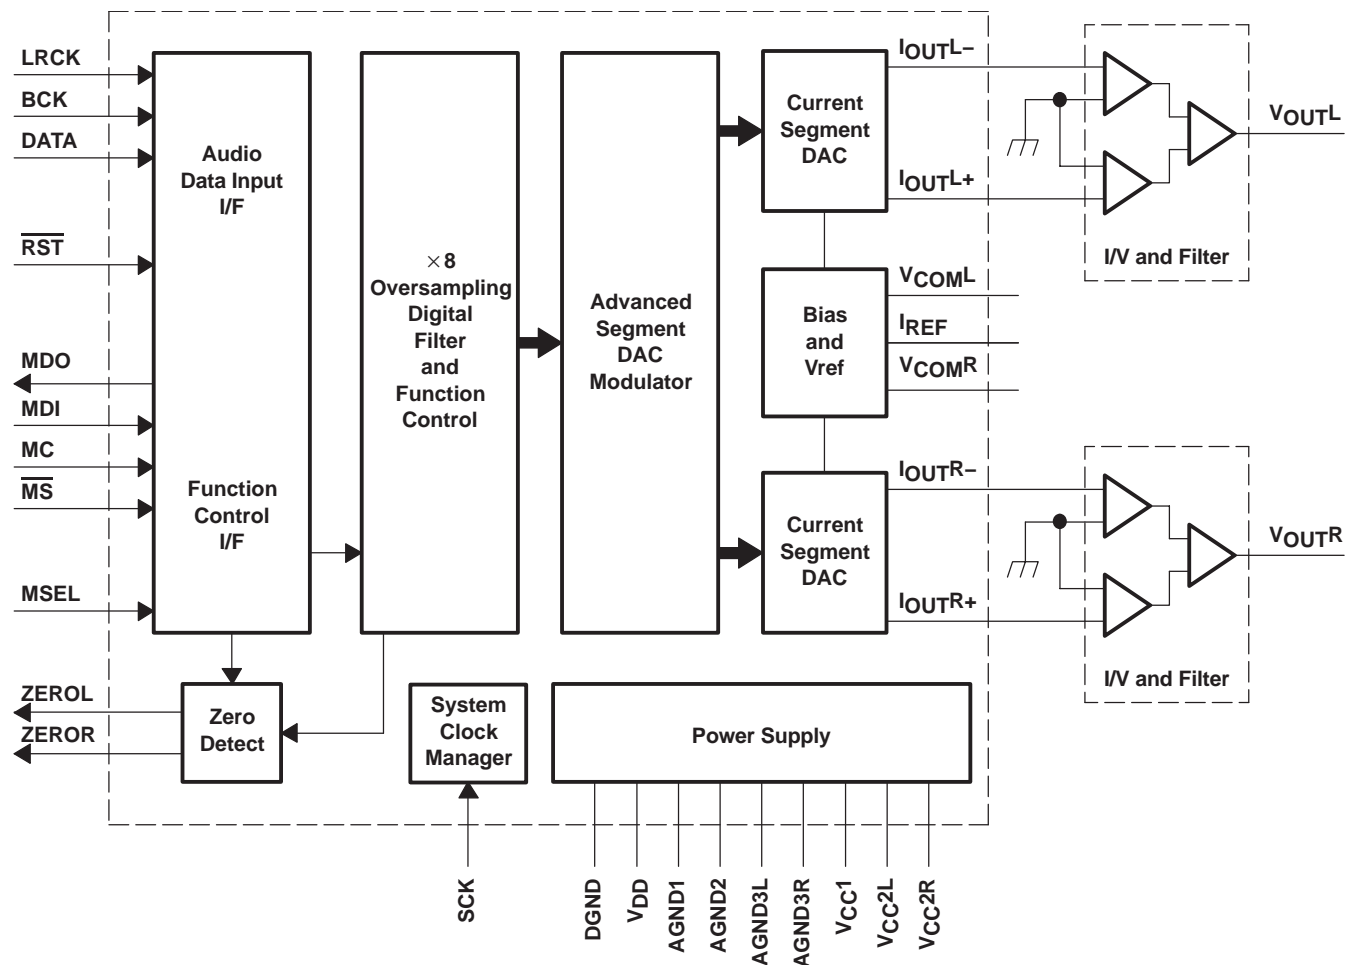 LRCK
BCK
DATA
RST
MDO
MDI
MC
MS
MSEL
ZEROL
ZEROR
Audio
Data Input
I/F
Function
Control
I/F
×8
Oversampling
Digital
Filter
and
Function
Control
Advanced
Segment
DAC
Modulator
Current
Segment
DAC
Bias
and
Vref
Current
Segment
DAC
IOUTL–
IOUTL+
VCOML
IREF
VCOMR
IOUTR–
IOUTR+
VOUTL
I/V and Filter
VOUTR
I/V and Filter
Zero
Detect
System
Clock
Manager
Power Supply
SCK
DGND
VDD
AGND1
AGND2
AGND3L
AGND3R
VCC1
VCC2L
VCC2R